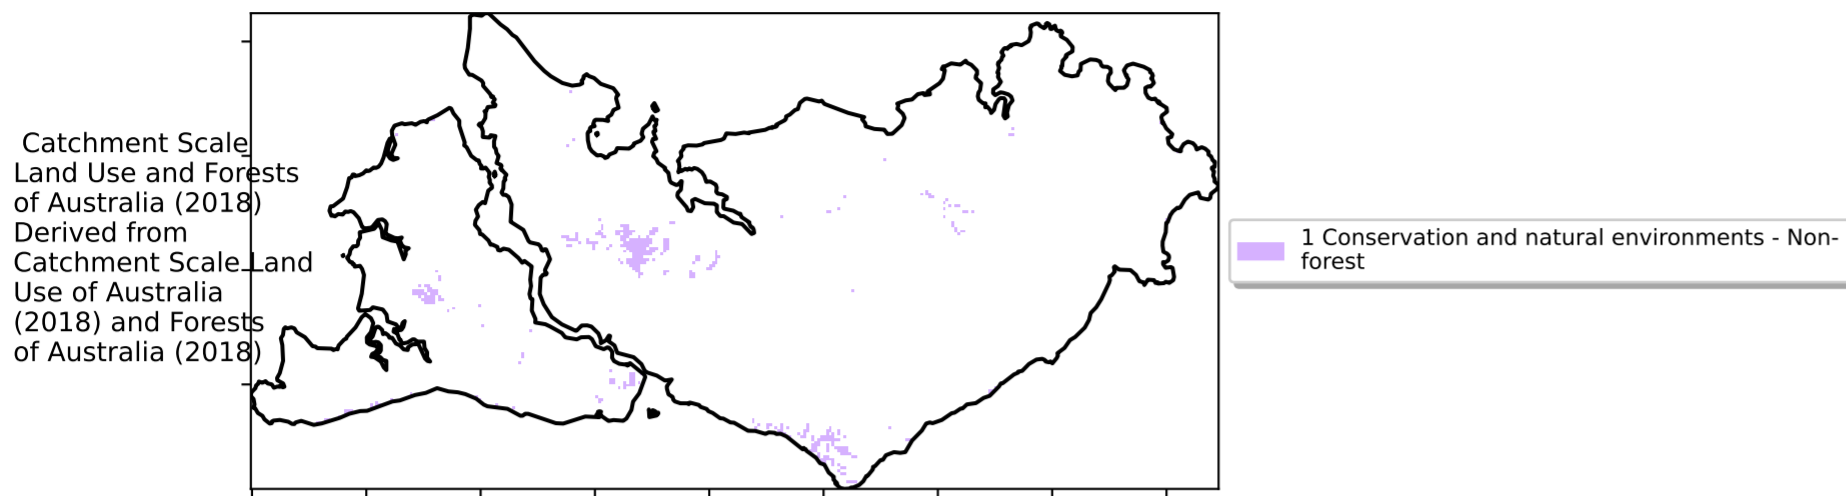 Catchment Scale
Land Use and Forests
of Australia (2018)
Derived from
Catchment Scale Land
Use of Australia
(2018) and Forests
of Australia (2018)
1 Conservation and natural environments - Non-
forest